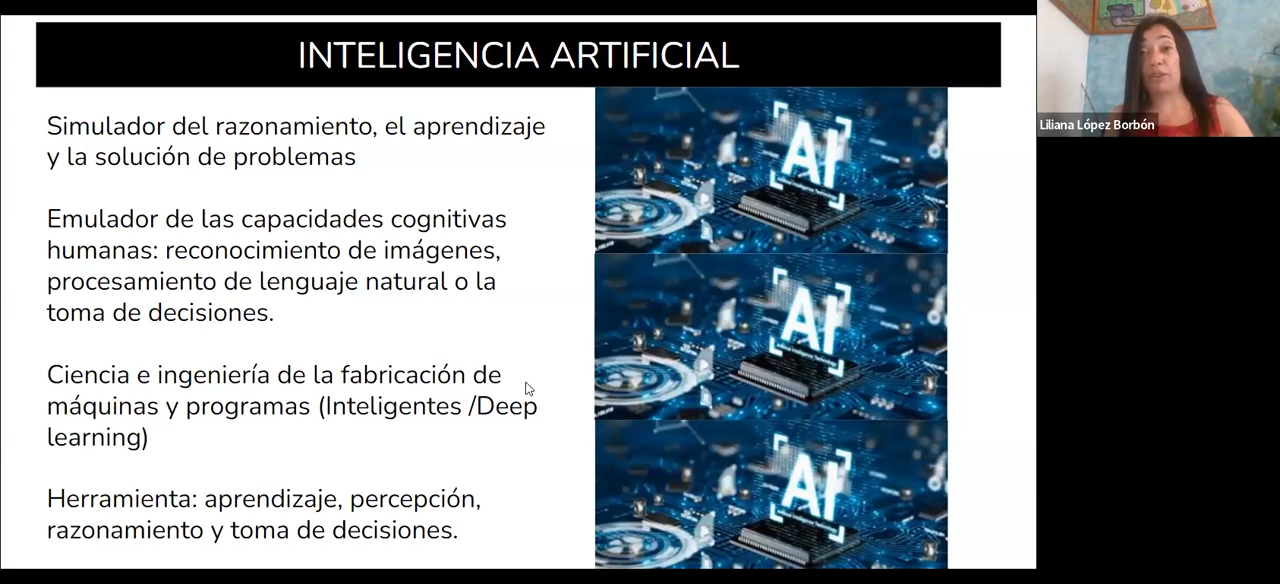 INTELIGENCIA ARTIFICIAL
Simulador del razonamiento, el aprendizaje
y la solución de problemas
Emulador de las capacidades cognitivas
humanas: reconocimiento de imágenes,
procesamiento de lenguaje natural o la
toma de decisiones.
Ciencia e ingeniería de la fabricación de
máquinas y programas (Inteligentes /Deep
learning)
Herramienta: aprendizaje, percepción,
razonamiento y toma de decisiones.
AI
AI
AI
Liliana López Borbón